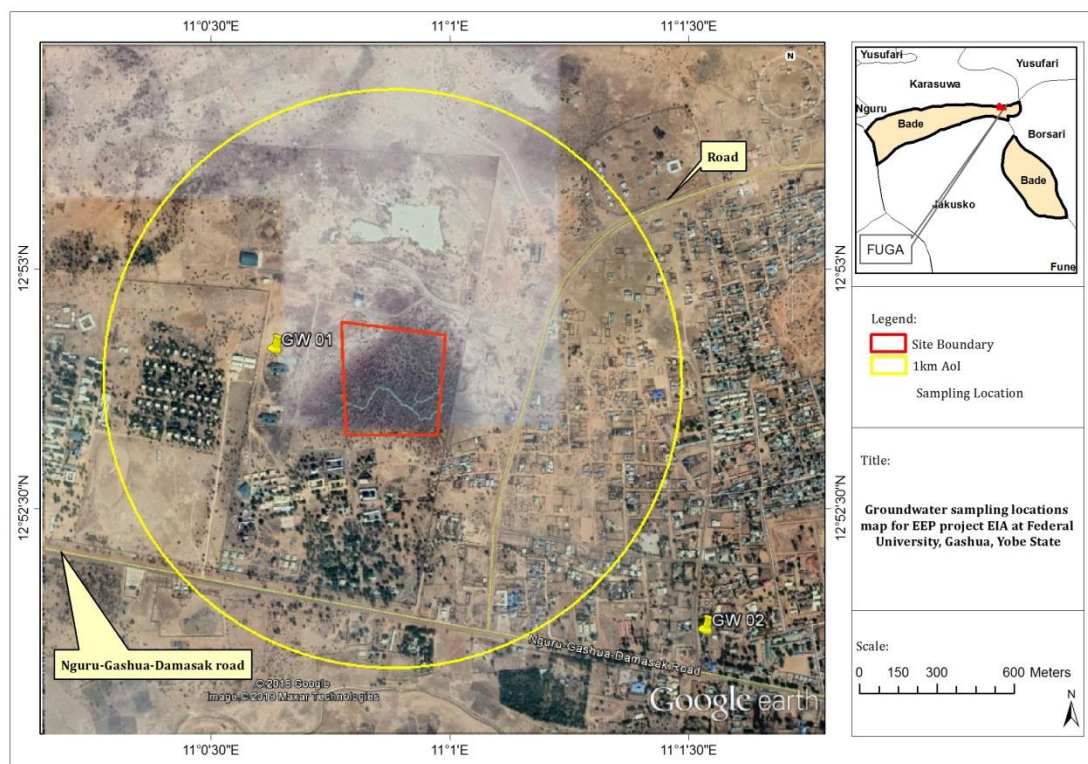 11°0'30"E 11°1'E 11°1'30"E
12°53'N
12°52'30"N
12°53'N
12°52'30"N
11°0'30"E 11°1'E 11°1'30"E
N
Road
GW 01
GW 02
Nguru-Gashua-Damasak road
Nguru-Gashua-Damasak Road
© 2018 Google
Image © 2019 Maxar Technologies
Google earth
Yusufari
Yusufari
Karasuwa
Nguru
Bade
Borsari
Bade
Jakusko
FUGA
Fune
Legend:
Site Boundary
1km AoI
Sampling Location
Title:
Groundwater sampling locations
map for EEP project EIA at Federal
University, Gashua, Yobe State
Scale:
0 150 300 600 Meters
N